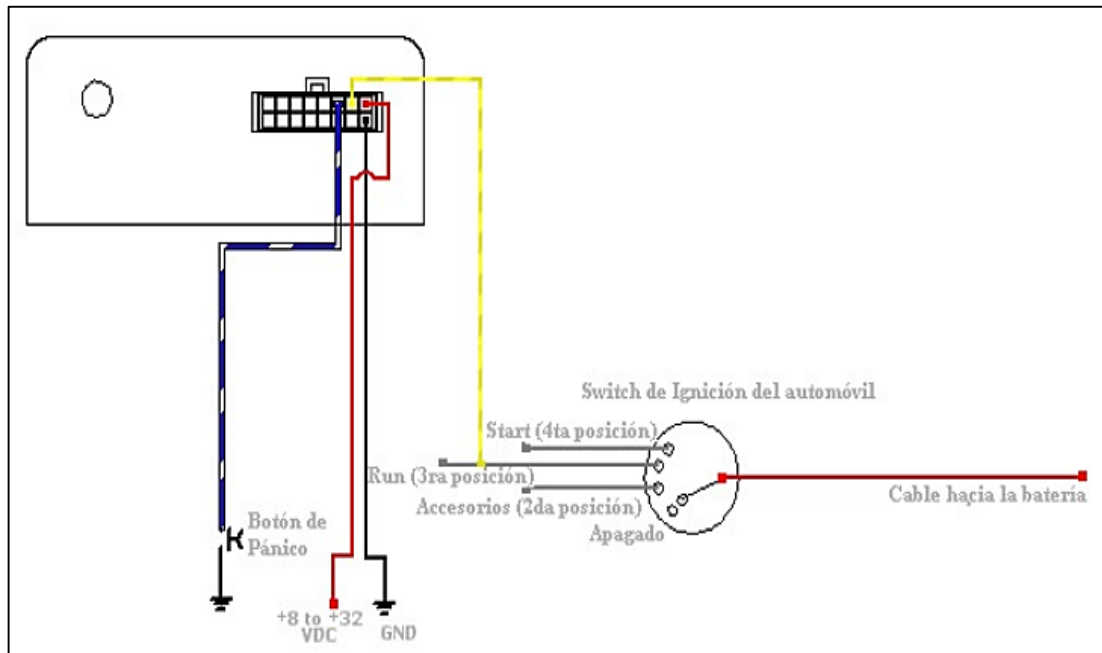 Switch de Ignición del automóvil
Start (4ta posición)
Run (3ra posición)
Accesorios (2da posición)
Apagado
Cable haçia la batería
Botón de
Pánico
+8 to +32
VDC
GND